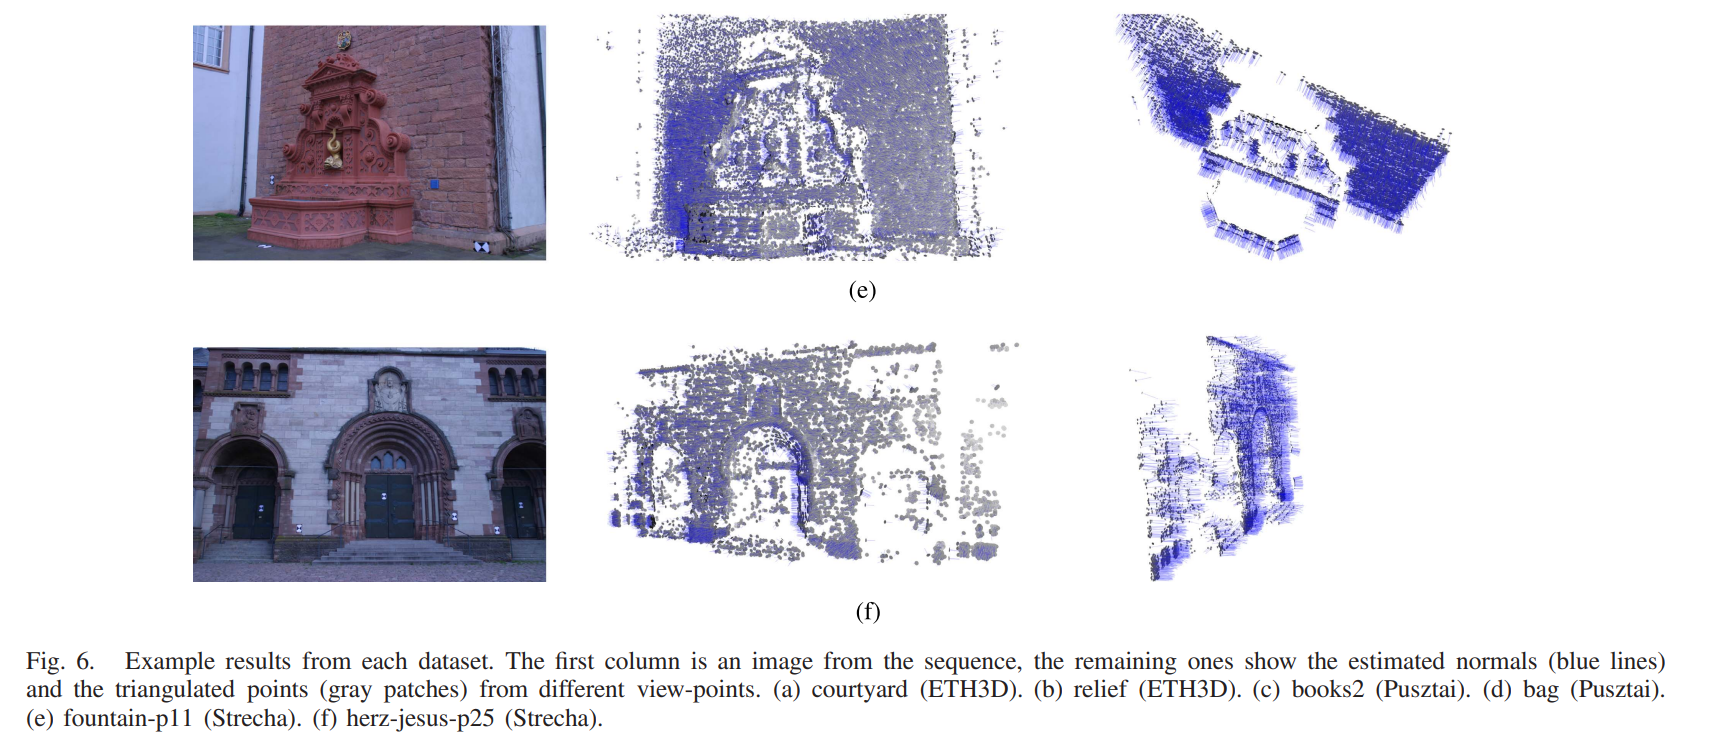 (e)
(f)
Fig. 6. Example results from each dataset. The first column is an image from the sequence, the remaining ones show the estimated normals (blue lines)
and the triangulated points (gray patches) from different view-points. (a) courtyard (ETH3D). (b) relief (ETH3D). (c) books2 (Pusztai). (d) bag (Pusztai).
(e) fountain-p11 (Strecha). (f) herz-jesus-p25 (Strecha).